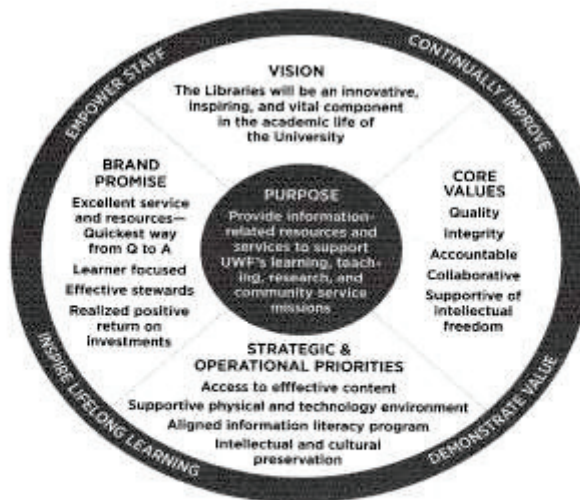 EMPOWER STAFF
CONTINUALLY IMPROVE
VISION
The Libraries will be an innovative,
inspiring, and vital component
in the academic life of
the University
BRAND
PROMISE
Excellent service
and resources—
Quickest way
from Q to A
Learner focused
Effective stewards
Realized positive
return on
investments
PURPOSE
Provide information-
related resources and
services to support
UWF's learning, teach-
ing, research, and
community service
missions
CORE
VALUES
Quality
Integrity
Accountable
Collaborative
Supportive of
intellectual
freedom
STRATEGIC &
OPERATIONAL PRIORITIES
Access to efffective content
Supportive physical and technology environment
Aligned information literacy program
Intellectual and cultural
preservation
INSPIRE LIFELONG LEARNING
DEMONSTRATE VALUE